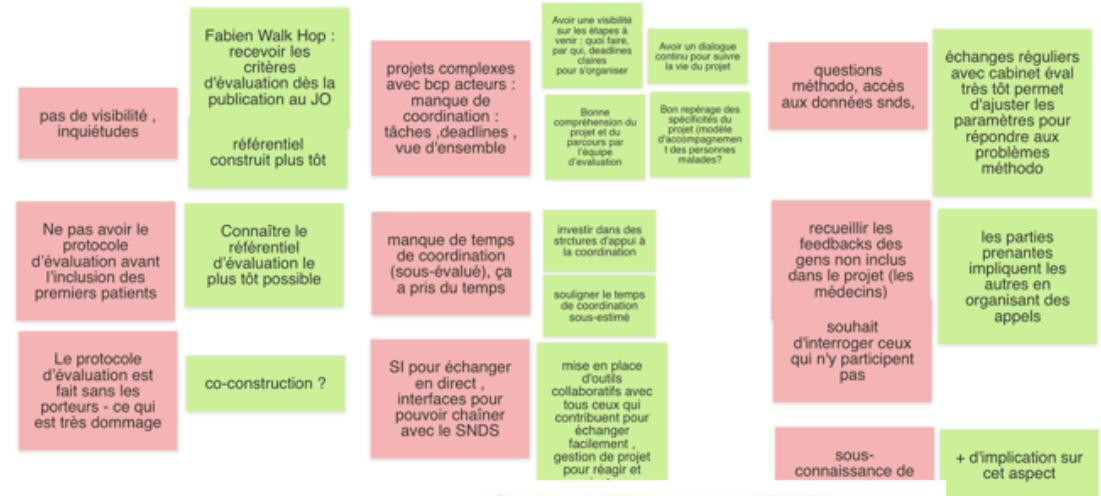 pas de visibilité ,
inquiétudes
Fabien Walk Hop :
recevoir les
critères
d'évaluation dès la
publication au JO
référentiel
construit plus tôt
Ne pas avoir le
protocole
d'évaluation avant
l'inclusion des
premiers patients
Connaître le
référentiel
d'évaluation le
plus tôt possible
Le protocole
d'évaluation est
fait sans les
porteurs - ce qui
est très dommage
co-construction ?
projets complexes
avec bcp acteurs :
manque de
coordination :
tâches ,deadlines ,
vue d'ensemble
Avoir une visibilité
sur les étapes à
venir : quoi faire,
par qui, deadlines
claires
pour s'organiser
Avoir un dialogue
continu pour suivre
la vie du projet
Bonne
compréhension du
projet et du
parcours par
l'équipe
d'evaluation
Bon repérage des
spécificités du
projet (modèle
d'accompagnemen
t des personnes
malades?
manque de temps
de coordination
(sous-évalué), ça
a pris du temps
investir dans des
strctures d'appui à
la coordination
souligner le temps
de coordination
sous-estimé
SI pour échanger
en direct ,
interfaces pour
pouvoir chaîner
avec le SNDS
mise en place
d'outils
collaboratifs avec
tous ceux qui
contribuent pour
échanger
facilement ,
gestion de projet
pour réagir et
questions
méthodo, accès
aux données snds,
échanges réguliers
avec cabinet éval
très tôt permet
d'ajuster les
paramètres pour
répondre aux
problèmes
méthodo
recueillir les
feedbacks des
gens non inclus
dans le projet (les
médecins)
souhait
d'interroger ceux
qui n'y participent
pas
les parties
prenantes
impliquent les
autres en
organisant des
appels
sous-
connaissance de
+ d'implication sur
cet aspect